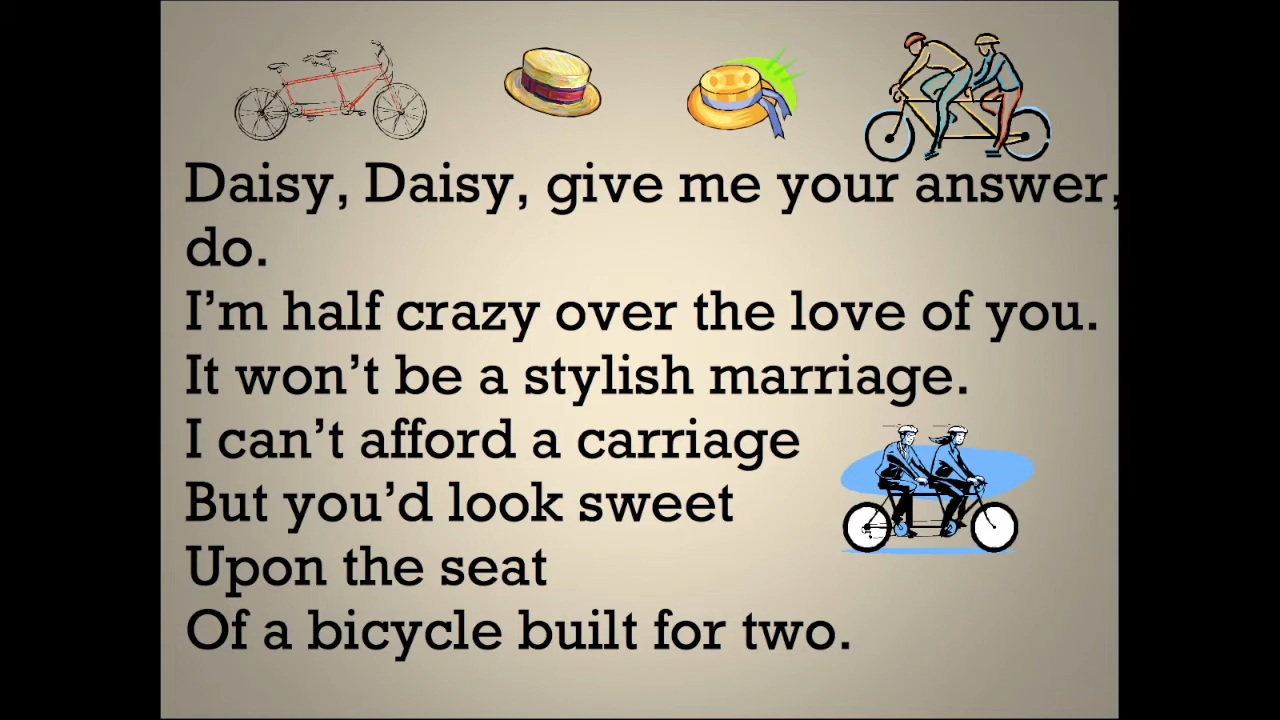 Daisy, Daisy, give me your answer,
do.
I’m half crazy over the love of you.
It won’t be a stylish marriage.
I can’t afford a carriage
But you’d look sweet
Upon the seat
Of a bicycle built for two.